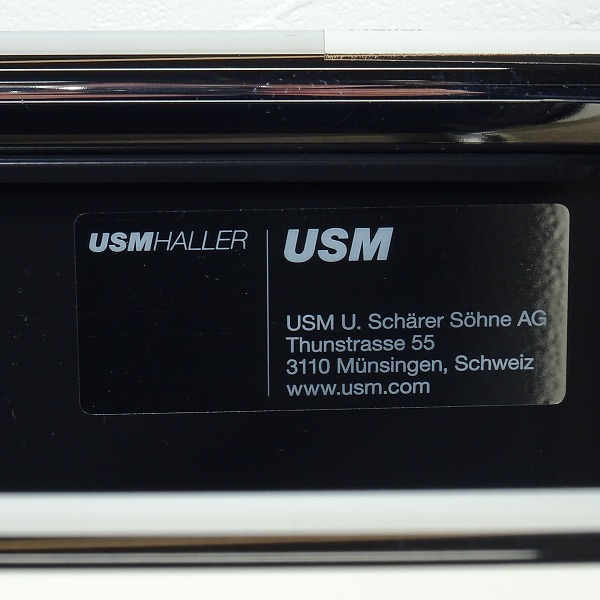 USMHALLER
USM
USM U. Schärer Söhne AG
Thunstrasse 55
3110 Münsingen, Schweiz
www.usm.com